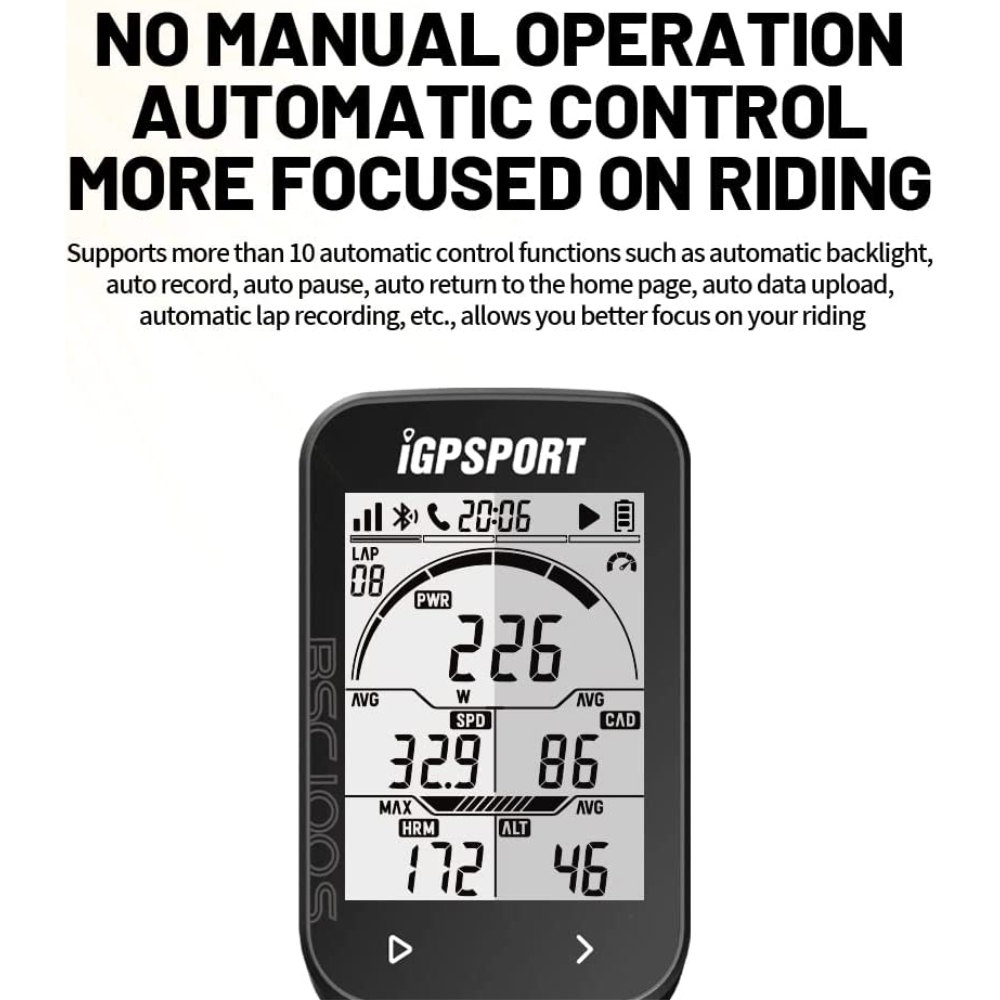 NO MANUAL OPERATION
AUTOMATIC CONTROL
MORE FOCUSED ON RIDING
Supports more than 10 automatic control functions such as automatic backlight,
auto record, auto pause, auto return to the home page, auto data upload,
automatic lap recording, etc., allows you better focus on your riding
iGPSPORT
20:06
LAP
08
PWR
226
AVG W AVG
SPD CAD
32.9 86
MAX AVG
HRM ALT
172 46
BSC100S